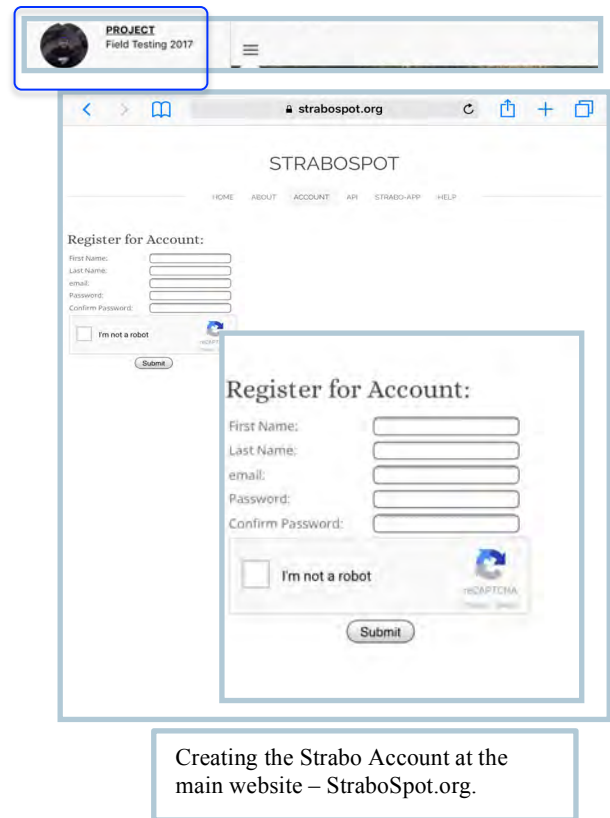 PROJECT
Field Testing 2017
strabospot.org
STRABOSPOT
HOME ABOUT ACCOUNT API STRABO-APP HELP
Register for Account:
First Name:
Last Name:
email:
Password:
Confirm Password:
I'm not a robot
Submit
Register for Account:
First Name:
Last Name:
email:
Password:
Confirm Password:
I'm not a robot
reCAPTCHA
Submit
Creating the Strabo Account at the
main website – StraboSpot.org.